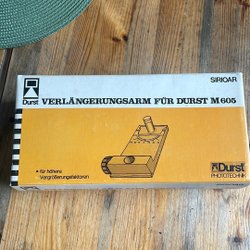 SIRIOAR
Durst VERLÄNGERUNGSARM FÜR DURST M 605
• für höhere
Vergrößerungsfaktoren
Durst
PHOTOTECHNIK